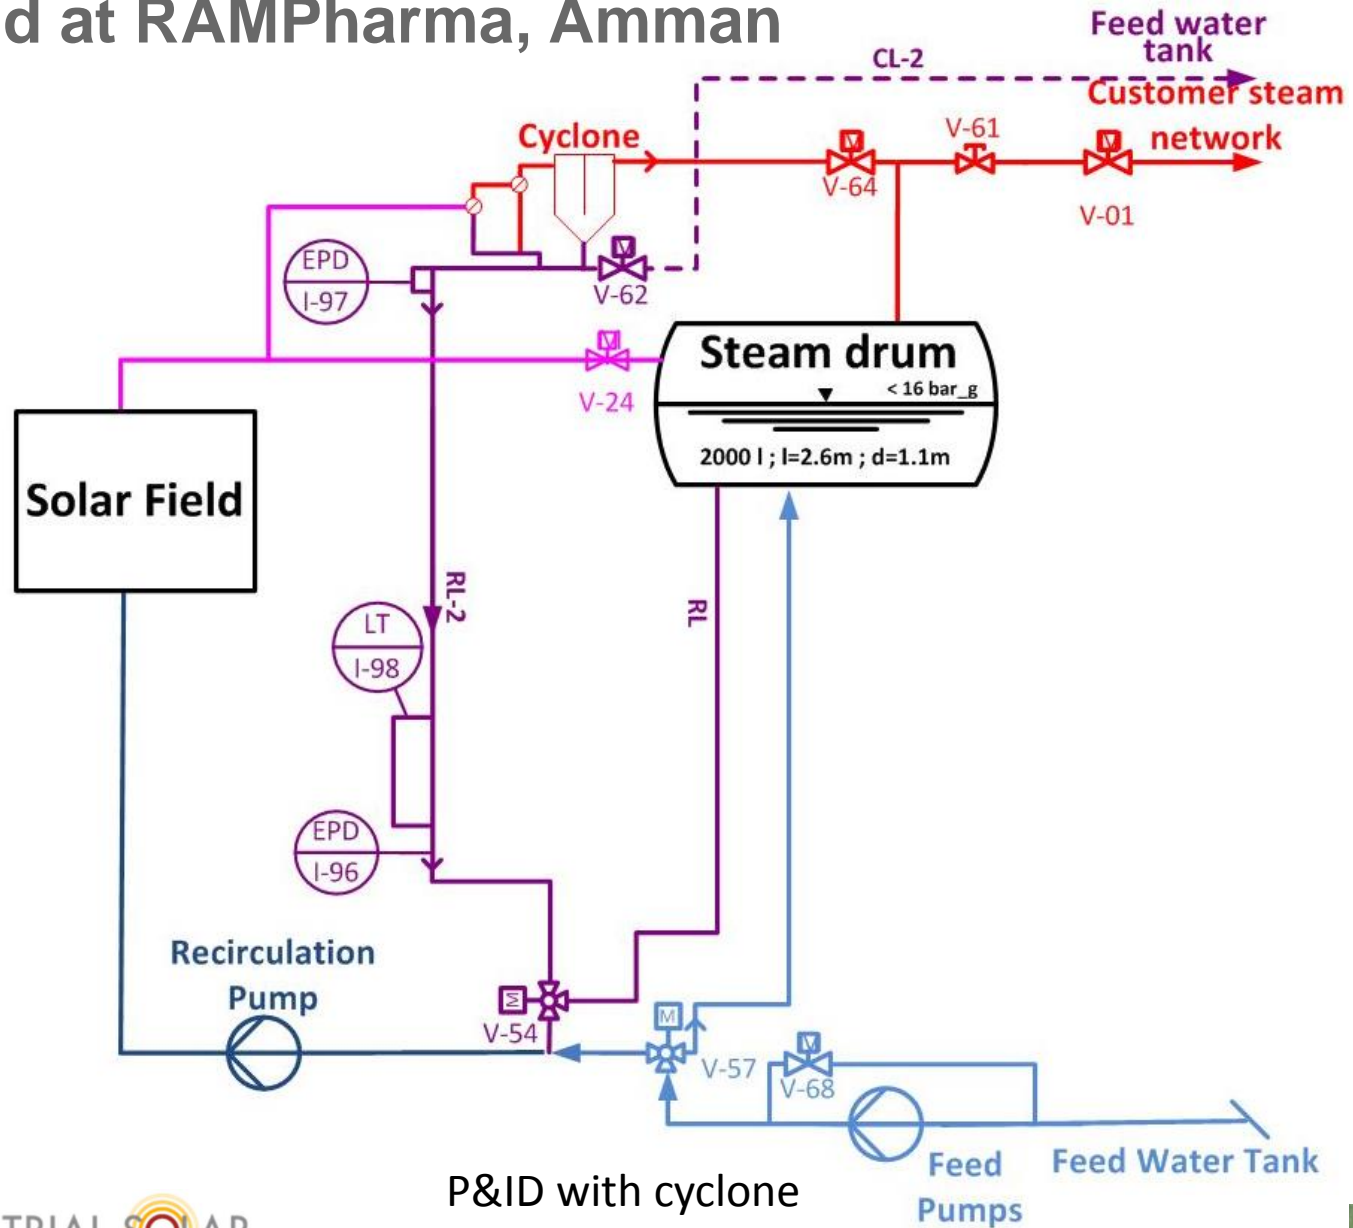 d at RAMPharma, Amman
Feed water
tank
CL-2
Customer steam
network
Cyclone
V-61
V-64
V-01
M
M
EPD
I-97
M
V-62
M
V-24
Steam drum
< 16 bar_g
2000 l ; l=2.6m ; d=1.1m
Solar Field
RL-2
RL
LT
I-98
EPD
I-96
Recirculation
Pump
M
V-54
M
V-57
M
V-68
Feed
Pumps
Feed Water Tank
P&ID with cyclone
TRIAL SOLAR